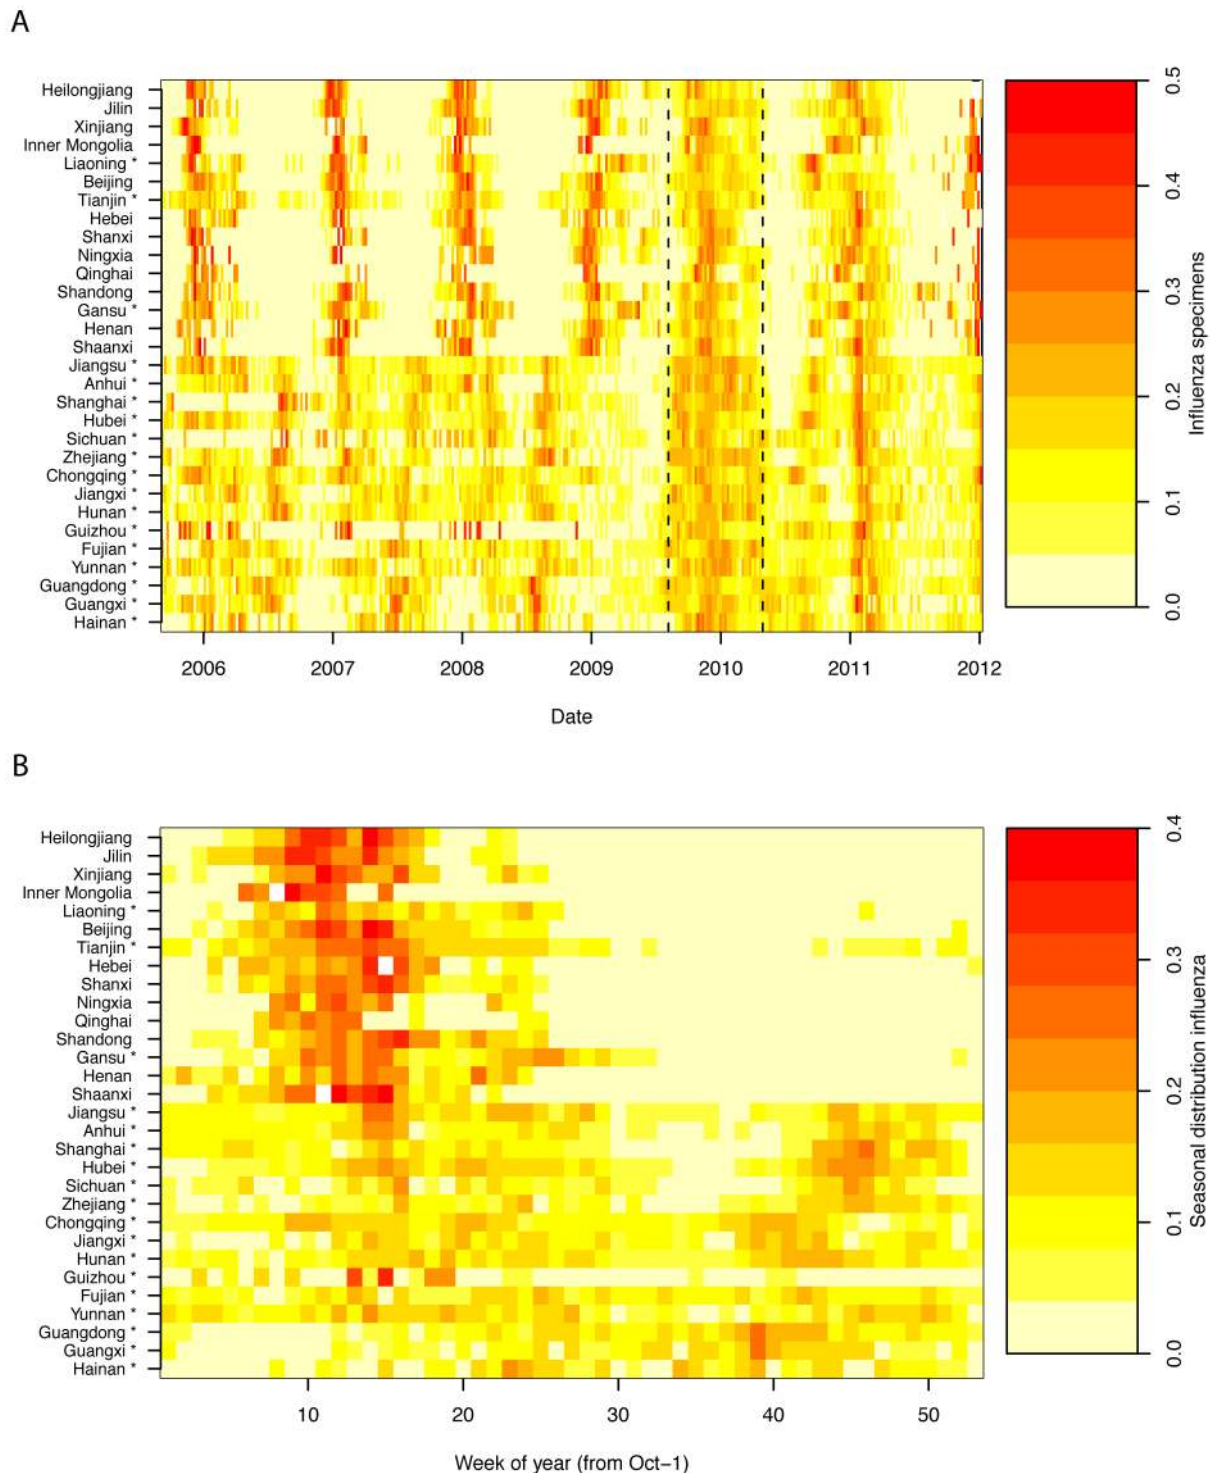 A
Heilongjiang
Jilin
Xinjiang
Inner Mongolia
Liaoning *
Beijing
Tianjin *
Hebei
Shanxi
Ningxia
Qinghai
Shandong
Gansu *
Henan
Shaanxi
Jiangsu *
Anhui *
Shanghai *
Hubei *
Sichuan *
Zhejiang *
Chongqing
Jiangxi *
Hunan *
Guizhou
Fujian *
Yunnan *
Guangdong *
Guangxi *
Hainan *
2006 2007 2008 2009 2010 2011 2012
Date
0.0 0.1 0.2 0.3 0.4 0.5
Influenza specimens
B
Heilongjiang
Jilin
Xinjiang
Inner Mongolia
Liaoning *
Beijing
Tianjin *
Hebei
Shanxi
Ningxia
Qinghai
Shandong
Gansu *
Henan
Shaanxi
Jiangsu *
Anhui *
Shanghai *
Hubei *
Sichuan *
Zhejiang *
Chongqing *
Jiangxi *
Hunan *
Guizhou *
Fujian *
Yunnan *
Guangdong *
Guangxi *
Hainan *
10 20 30 40 50
Week of year (from Oct−1)
0.0 0.1 0.2 0.3 0.4
Seasonal distribution influenza